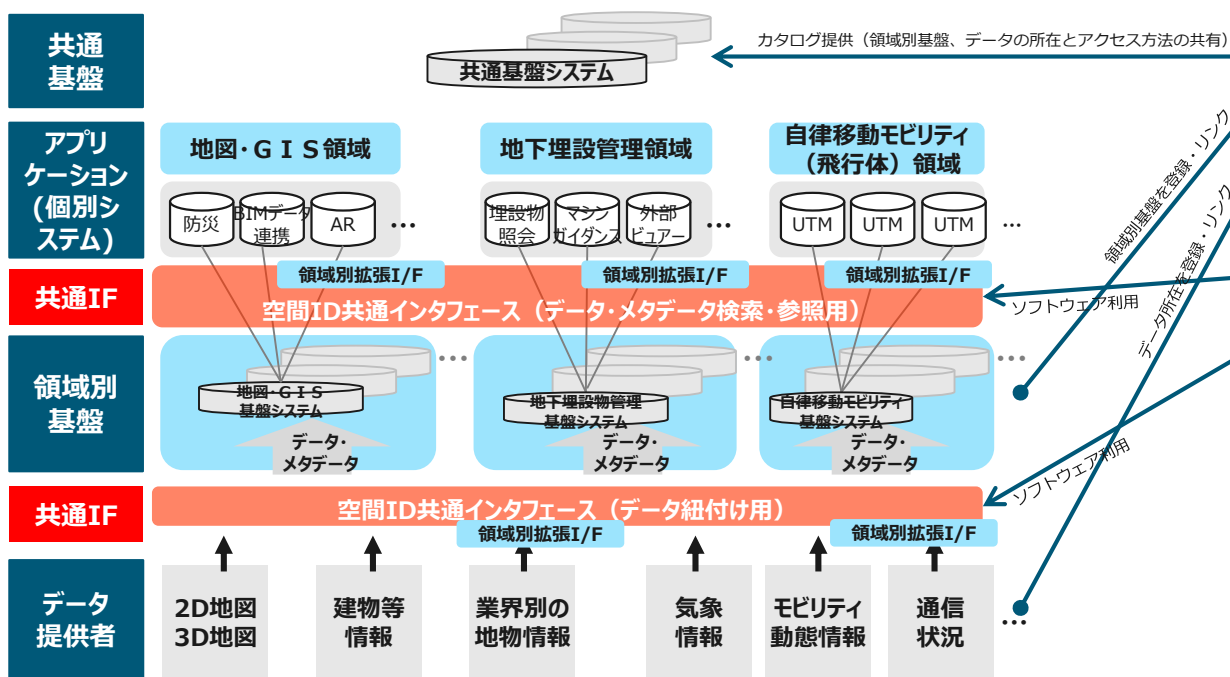 共通
基盤
共通基盤システム
カタログ提供（領域別基盤、データの所在とアクセス方法の共有）
アプリ
ケーション
(個別シ
ステム)
地図・ＧＩＳ領域
地下埋設管理領域
自律移動モビリティ
（飛行体）領域
防災
BIMデータ
連携
AR
…
埋設物
照会
マシン
ガイダンス
外部
ビュアー
…
UTM
UTM
UTM
…
領域別基盤を登録・リンク
データ所在を登録・リンク
共通IF
領域別拡張I/F
領域別拡張I/F
領域別拡張I/F
空間ID共通インタフェース（データ・メタデータ検索・参照用）
ソフトウェア利用
領域別
基盤
…
…
…
地図・ＧＩＳ
基盤システム
地下埋設物管理
基盤システム
自律移動モビリティ
基盤システム
データ・
メタデータ
データ・
メタデータ
データ・
メタデータ
ソフトウェア利用
共通IF
空間ID共通インタフェース（データ紐付け用）
領域別拡張I/F
領域別拡張I/F
データ
提供者
2D地図
3D地図
建物等
情報
業界別の
地物情報
気象
情報
モビリティ
動態情報
通信
状況
…